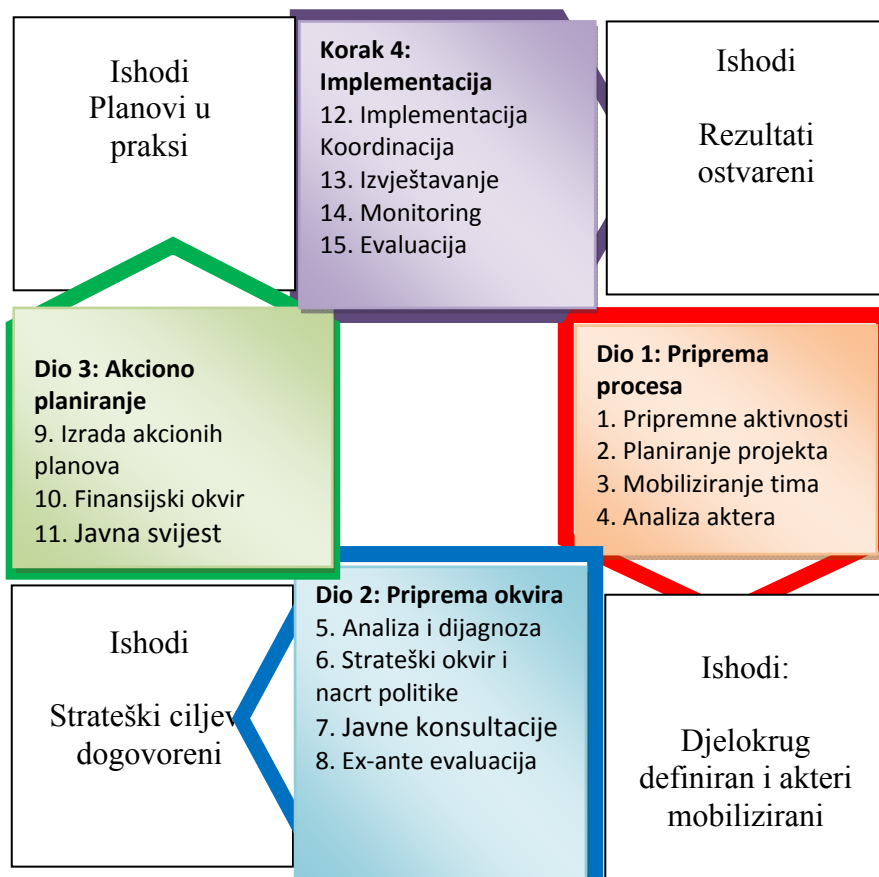 Ishodi
Planovi u
praksi
Korak 4:
Implementacija
12. Implementacija
Koordinacija
13. Izvještavanje
14. Monitoring
15. Evaluacija
Ishodi
Rezultati
ostvareni
Dio 3: Akciono
planiranje
9. Izrada akcionih
planova
10. Finansijski okvir
11. Javna svijest
Dio 1: Priprema
procesa
1. Pripremne aktivnosti
2. Planiranje projekta
3. Mobiliziranje tima
4. Analiza aktera
Ishodi
Strateški ciljev
dogovoreni
Dio 2: Priprema okvira
5. Analiza i dijagnoza
6. Strateški okvir i
nacrt politike
7. Javne konsultacije
8. Ex-ante evaluacija
Ishodi:
Djelokrug
definiran i akteri
mobilizirani